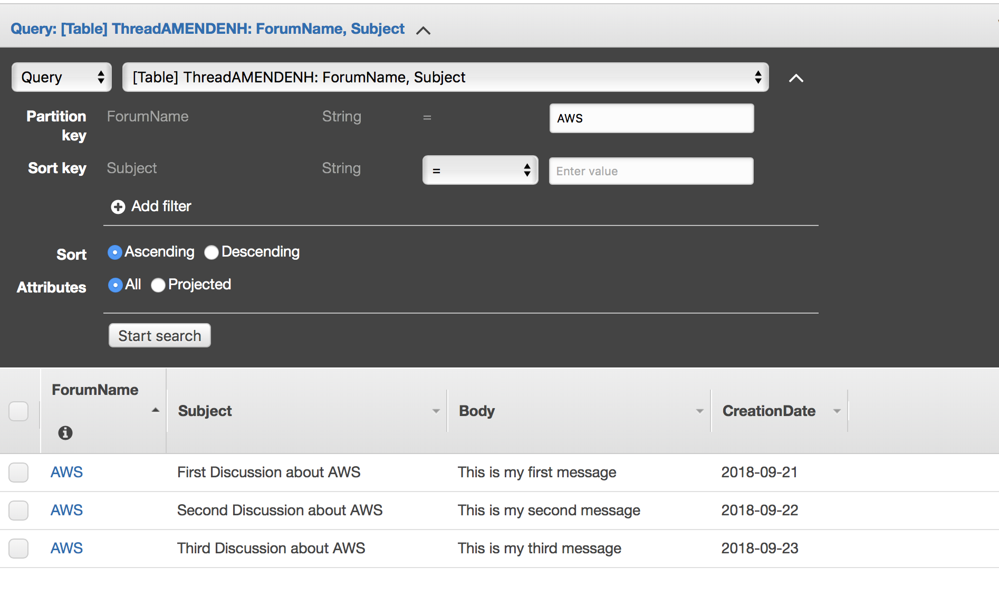 Query: [Table] ThreadAMENDENH: ForumName, Subject
Query [Table] ThreadAMENDENH: ForumName, Subject
Partition key ForumName String = AWS
Sort key Subject String = Enter value
Add filter
Sort Ascending Descending
Attributes All Projected
Start search
ForumName Subject Body CreationDate
AWS First Discussion about AWS This is my first message 2018-09-21
AWS Second Discussion about AWS This is my second message 2018-09-22
AWS Third Discussion about AWS This is my third message 2018-09-23